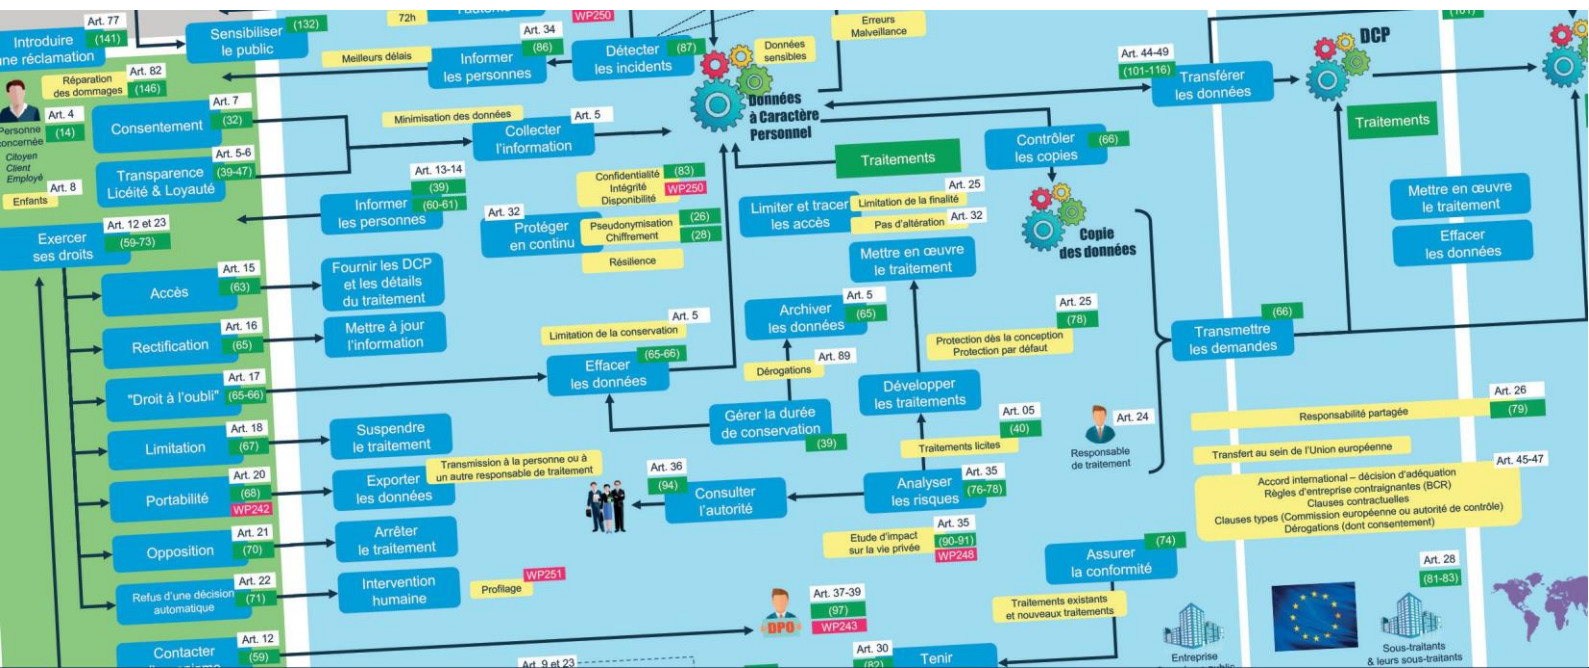 Art. 77
Introduire
(141)
une réclamation
Sensibiliser
(132)
le public
72h
l'autorité
WP250
Meilleurs délais
Art. 34
Informer
(86)
les personnes
Détecter
(87)
les incidents
Données
sensibles
Erreurs
Malveillance
Art. 44-49
(101-116)
Transférer
les données
DCP
(101)
Traitements
Réparation
des dommages
Art. 82
(146)
Personne
concernée
Art. 4
(14)
Citoyen
Client
Employé
Art. 8
Enfants
Consentement
Art. 7
(32)
Transparence
Licéité & Loyauté
Art. 5-6
(39-47)
Minimisation des données
Collecter
l'information
Art. 5
Données
à Caractère
Personnel
Traitements
Contrôler
les copies
(66)
Copie
des données
Art. 13-14
(39)
(60-61)
Informer
les personnes
Confidentialité
Intégrité
Disponibilité
(83)
WP250
Art. 32
Protéger
en continu
Pseudonymisation
Chiffrement
(26)
(28)
Résilience
Limiter et tracer
les accès
Art. 25
Limitation de la finalité
Pas d'altération
Art. 32
Mettre en œuvre
le traitement
Mettre en œuvre
le traitement
Effacer
les données
Art. 12 et 23
Exercer
(59-73)
ses droits
Accès
Art. 15
(63)
Fournir les DCP
et les détails
du traitement
Rectification
Art. 16
(65)
Mettre à jour
l'information
Limitation de la conservation
Art. 5
Effacer
(65-66)
les données
Archiver
les données
Art. 5
(65)
Dérogations
Art. 89
Protection dès la conception
Protection par défaut
Art. 25
(78)
Transmettre
les demandes
(66)
"Droit à l'oubli"
Art. 17
(65-66)
Gérer la durée
de conservation
(39)
Développer
les traitements
Traitements licites
Art. 05
(40)
Responsable
de traitement
Art. 24
Responsabilité partagée
Art. 26
(79)
Transfert au sein de l'Union européenne
Art. 45-47
Accord international – décision d'adéquation
Règles d'entreprise contraignantes (BCR)
Clauses contractuelles
Clauses types (Commission européenne ou autorité de contrôle)
Dérogations (dont consentement)
Limitation
Art. 18
(67)
Suspendre
le traitement
Portabilité
Art. 20
(68)
WP242
Exporter
les données
Transmission à la personne ou à
un autre responsable de traitement
Art. 36
(94)
Consulter
l'autorité
Analyser
les risques
Art. 35
(76-78)
Etude d'impact
sur la vie privée
Art. 35
(90-91)
WP248
Opposition
Art. 21
(70)
Arrêter
le traitement
Refus d'une décision
automatique
Art. 22
(71)
Intervention
humaine
Profilage
WP251
DPO
Art. 37-39
(97)
WP243
Assurer
la conformité
(74)
Traitements existants
et nouveaux traitements
Art. 28
(81-83)
Entreprise
Sous-traitants
& leurs sous-traitants
Contacter
Art. 12
(59)
Art. 9 et 23
Art. 30
(82)
Tenir